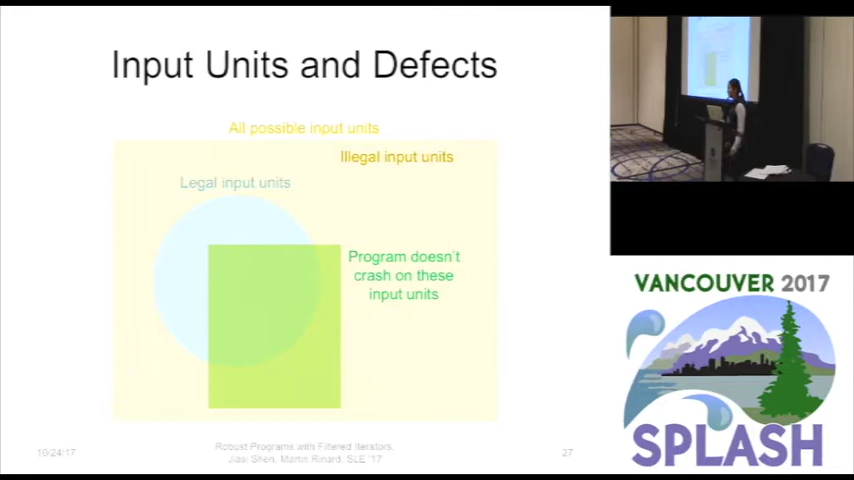 Input Units and Defects
All possible input units
Illegal input units
Legal input units
Program doesn't
crash on these
input units
10/24/17
Robust Programs with Filtered Iterators.
Jiasi Shen, Martin Rinard, SLE '17
27
VANCOUVER 2017
SPLASH